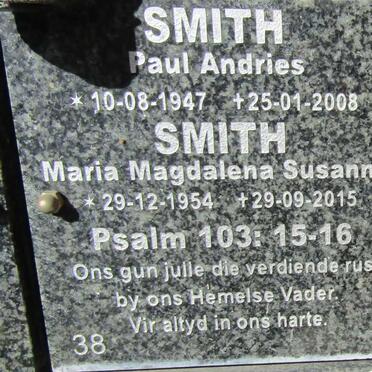 SMITH
Paul Andries
* 10-08-1947 +25-01-2008
SMITH
Maria Magdalena Susann
* 29-12-1954 +29-09-2015
Psalm 103: 15-16
Ons gun julle die verdiende rus
by ons Hemelse Vader.
Vir altyd in ons harte.
38